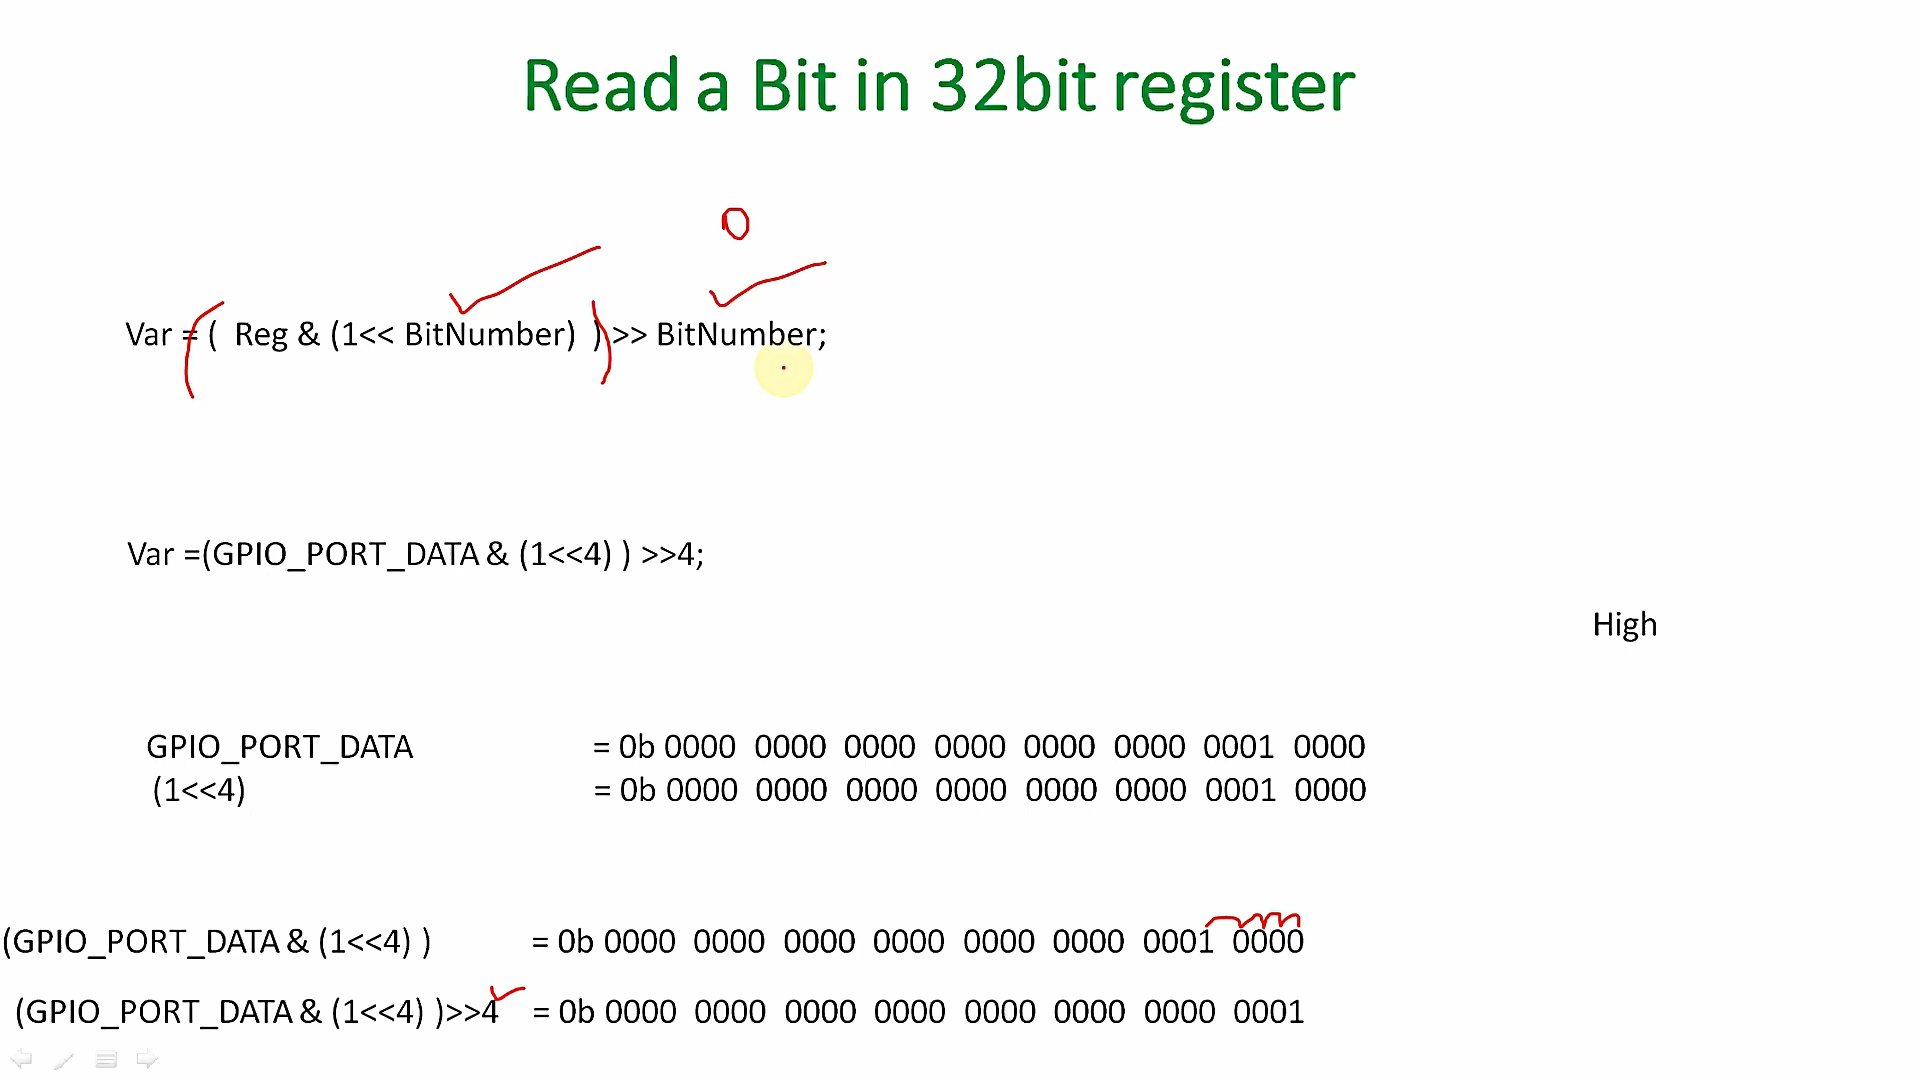 Read a Bit in 32bit register
0
Var = ( Reg & (1<< BitNumber) ) >> BitNumber;
Var =(GPIO_PORT_DATA & (1<<4) ) >>4;
High
GPIO_PORT_DATA = 0b 0000 0000 0000 0000 0000 0000 0001 0000
(1<<4) = 0b 0000 0000 0000 0000 0000 0000 0001 0000
(GPIO_PORT_DATA & (1<<4) ) = 0b 0000 0000 0000 0000 0000 0000 0001 0000
(GPIO_PORT_DATA & (1<<4) )>>4 = 0b 0000 0000 0000 0000 0000 0000 0000 0001